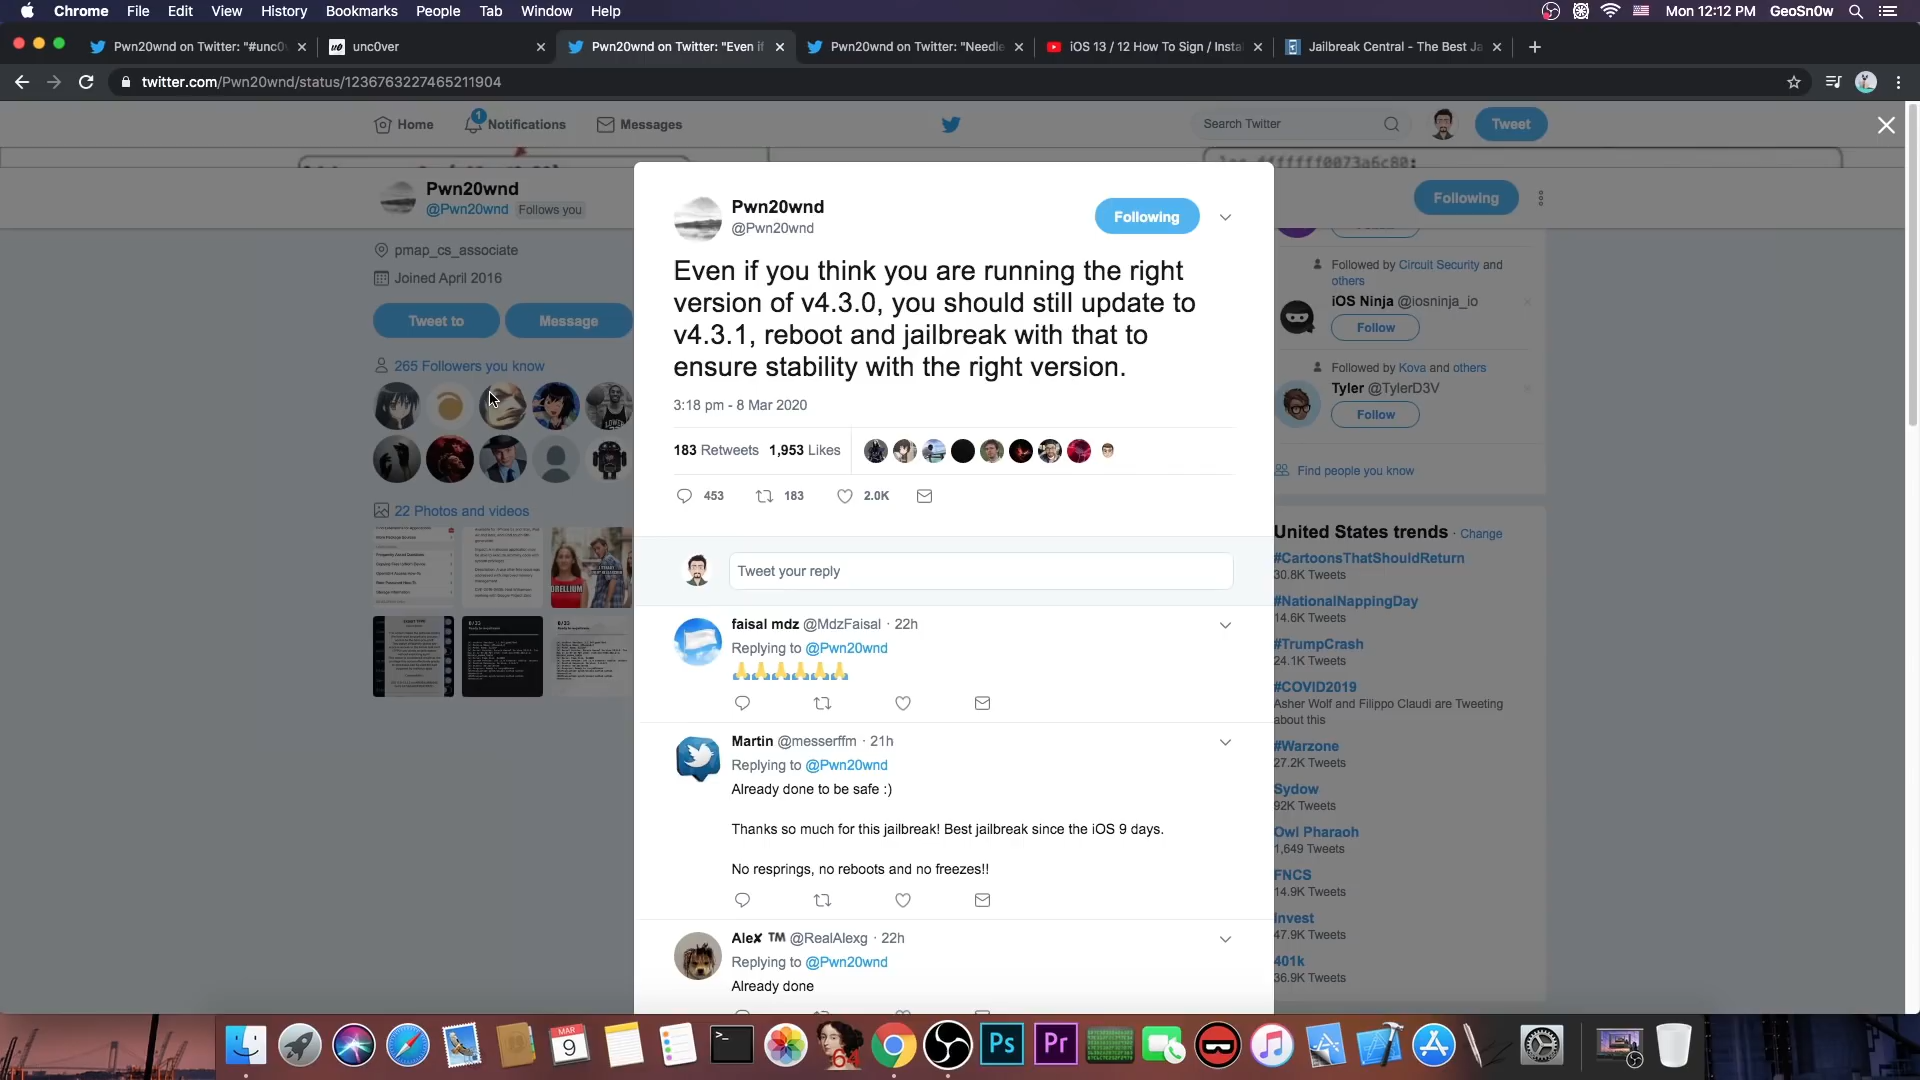 Chrome File Edit View History Bookmarks People Tab Window Help
Mon 12:12 PM GeoSn0w
Pwn20wnd on Twitter: "#unc0
unc0ver
Pwn20wnd on Twitter: "Even if
Pwn20wnd on Twitter: "Needle
iOS 13 / 12 How To Sign / Insta
Jailbreak Central - The Best Ja
twitter.com/Pwn20wnd/status/1236763227465211904
Home
1
Notifications
Messages
Search Twitter
Tweet
Pwn20wnd
@Pwn20wnd Follows you
Following
pmap_cs_associate
Joined April 2016
Tweet to
Message
265 Followers you know
22 Photos and videos
Pwn20wnd
@Pwn20wnd
Following
Even if you think you are running the right
version of v4.3.0, you should still update to
v4.3.1, reboot and jailbreak with that to
ensure stability with the right version.
3:18 pm - 8 Mar 2020
183 Retweets 1,953 Likes
453
183
2.0K
Tweet your reply
faisal mdz @MdzFaisal · 22h
Replying to @Pwn20wnd
🙏🙏🙏🙏🙏🙏
Martin @messerffm · 21h
Replying to @Pwn20wnd
Already done to be safe :)
Thanks so much for this jailbreak! Best jailbreak since the iOS 9 days.
No resprings, no reboots and no freezes!!
Ale✘ ™ @RealAlexg · 22h
Replying to @Pwn20wnd
Already done
Followed by Circuit Security and
others
iOS Ninja @iosninja_io
Follow
Followed by Kova and others
Tyler @TylerD3V
Follow
Find people you know
United States trends · Change
#CartoonsThatShouldReturn
30.8K Tweets
#NationalNappingDay
14.6K Tweets
#TrumpCrash
24.1K Tweets
#COVID2019
Asher Wolf and Filippo Claudi are Tweeting
about this
#Warzone
27.2K Tweets
Sydow
92K Tweets
Owl Pharaoh
1,649 Tweets
FNCS
14.9K Tweets
Invest
47.9K Tweets
401k
36.9K Tweets
MAR
9
64
Ps
Pr